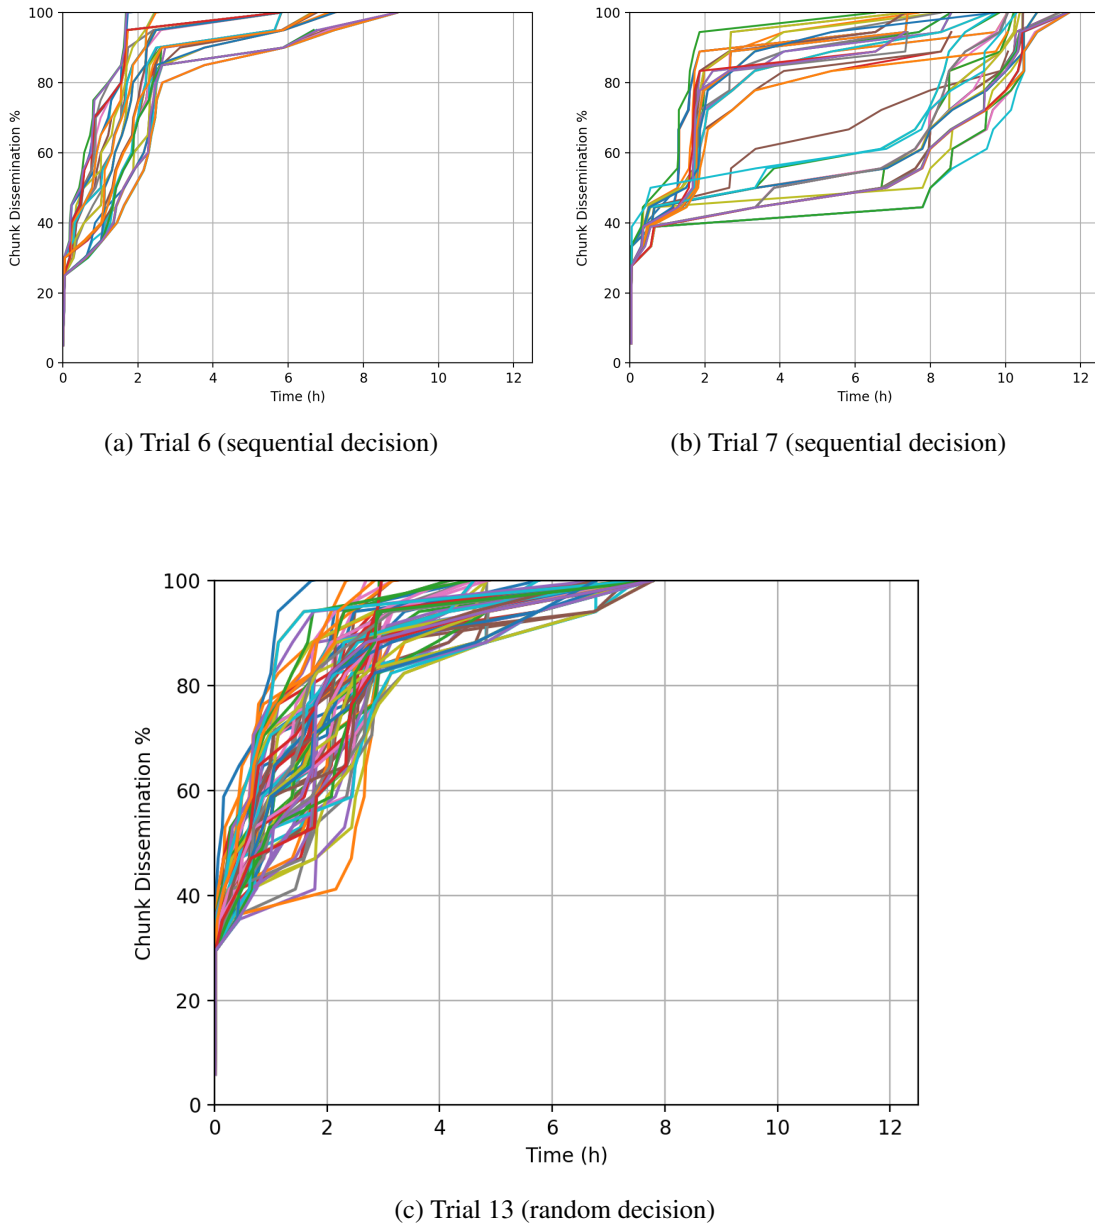 100
80
60
40
20
0
Chunk Dissemination %
0 2 4 6 8 10 12
Time (h)
(a) Trial 6 (sequential decision)
100
80
60
40
20
0
Chunk Dissemination %
0 2 4 6 8 10 12
Time (h)
(b) Trial 7 (sequential decision)
100
80
60
40
20
0
Chunk Dissemination %
0 2 4 6 8 10 12
Time (h)
(c) Trial 13 (random decision)